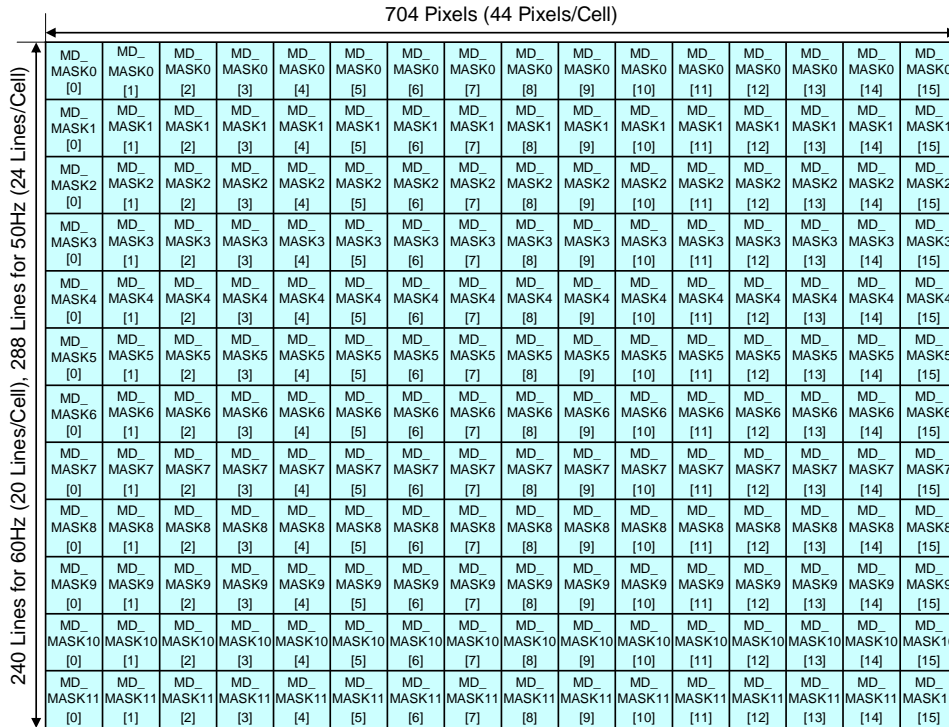 704 Pixels (44 Pixels/Cell)
240 Lines for 60Hz (20 Lines/Cell), 288 Lines for 50Hz (24 Lines/Cell)
MD_ MD_ MD_ MD_ MD_ MD_ MD_ MD_ MD_ MD_ MD_ MD_ MD_ MD_ MD_ MD_
MASK0 MASK0 MASK0 MASK0 MASK0 MASK0 MASK0 MASK0 MASK0 MASK0 MASK0 MASK0 MASK0 MASK0 MASK0 MASK0
[0] [1] [2] [3] [4] [5] [6] [7] [8] [9] [10] [11] [12] [13] [14] [15]
MD_ MD_ MD_ MD_ MD_ MD_ MD_ MD_ MD_ MD_ MD_ MD_ MD_ MD_ MD_ MD_
MASK1 MASK1 MASK1 MASK1 MASK1 MASK1 MASK1 MASK1 MASK1 MASK1 MASK1 MASK1 MASK1 MASK1 MASK1 MASK1
[0] [1] [2] [3] [4] [5] [6] [7] [8] [9] [10] [11] [12] [13] [14] [15]
MD_ MD_ MD_ MD_ MD_ MD_ MD_ MD_ MD_ MD_ MD_ MD_ MD_ MD_ MD_ MD_
MASK2 MASK2 MASK2 MASK2 MASK2 MASK2 MASK2 MASK2 MASK2 MASK2 MASK2 MASK2 MASK2 MASK2 MASK2 MASK2
[0] [1] [2] [3] [4] [5] [6] [7] [8] [9] [10] [11] [12] [13] [14] [15]
MD_ MD_ MD_ MD_ MD_ MD_ MD_ MD_ MD_ MD_ MD_ MD_ MD_ MD_ MD_ MD_
MASK3 MASK3 MASK3 MASK3 MASK3 MASK3 MASK3 MASK3 MASK3 MASK3 MASK3 MASK3 MASK3 MASK3 MASK3 MASK3
[0] [1] [2] [3] [4] [5] [6] [7] [8] [9] [10] [11] [12] [13] [14] [15]
MD_ MD_ MD_ MD_ MD_ MD_ MD_ MD_ MD_ MD_ MD_ MD_ MD_ MD_ MD_ MD_
MASK4 MASK4 MASK4 MASK4 MASK4 MASK4 MASK4 MASK4 MASK4 MASK4 MASK4 MASK4 MASK4 MASK4 MASK4 MASK4
[0] [1] [2] [3] [4] [5] [6] [7] [8] [9] [10] [11] [12] [13] [14] [15]
MD_ MD_ MD_ MD_ MD_ MD_ MD_ MD_ MD_ MD_ MD_ MD_ MD_ MD_ MD_ MD_
MASK5 MASK5 MASK5 MASK5 MASK5 MASK5 MASK5 MASK5 MASK5 MASK5 MASK5 MASK5 MASK5 MASK5 MASK5 MASK5
[0] [1] [2] [3] [4] [5] [6] [7] [8] [9] [10] [11] [12] [13] [14] [15]
MD_ MD_ MD_ MD_ MD_ MD_ MD_ MD_ MD_ MD_ MD_ MD_ MD_ MD_ MD_ MD_
MASK6 MASK6 MASK6 MASK6 MASK6 MASK6 MASK6 MASK6 MASK6 MASK6 MASK6 MASK6 MASK6 MASK6 MASK6 MASK6
[0] [1] [2] [3] [4] [5] [6] [7] [8] [9] [10] [11] [12] [13] [14] [15]
MD_ MD_ MD_ MD_ MD_ MD_ MD_ MD_ MD_ MD_ MD_ MD_ MD_ MD_ MD_ MD_
MASK7 MASK7 MASK7 MASK7 MASK7 MASK7 MASK7 MASK7 MASK7 MASK7 MASK7 MASK7 MASK7 MASK7 MASK7 MASK7
[0] [1] [2] [3] [4] [5] [6] [7] [8] [9] [10] [11] [12] [13] [14] [15]
MD_ MD_ MD_ MD_ MD_ MD_ MD_ MD_ MD_ MD_ MD_ MD_ MD_ MD_ MD_ MD_
MASK8 MASK8 MASK8 MASK8 MASK8 MASK8 MASK8 MASK8 MASK8 MASK8 MASK8 MASK8 MASK8 MASK8 MASK8 MASK8
[0] [1] [2] [3] [4] [5] [6] [7] [8] [9] [10] [11] [12] [13] [14] [15]
MD_ MD_ MD_ MD_ MD_ MD_ MD_ MD_ MD_ MD_ MD_ MD_ MD_ MD_ MD_ MD_
MASK9 MASK9 MASK9 MASK9 MASK9 MASK9 MASK9 MASK9 MASK9 MASK9 MASK9 MASK9 MASK9 MASK9 MASK9 MASK9
[0] [1] [2] [3] [4] [5] [6] [7] [8] [9] [10] [11] [12] [13] [14] [15]
MD_ MD_ MD_ MD_ MD_ MD_ MD_ MD_ MD_ MD_ MD_ MD_ MD_ MD_ MD_ MD_
MASK10 MASK10 MASK10 MASK10 MASK10 MASK10 MASK10 MASK10 MASK10 MASK10 MASK10 MASK10 MASK10 MASK10 MASK10 MASK10
[0] [1] [2] [3] [4] [5] [6] [7] [8] [9] [10] [11] [12] [13] [14] [15]
MD_ MD_ MD_ MD_ MD_ MD_ MD_ MD_ MD_ MD_ MD_ MD_ MD_ MD_ MD_ MD_
MASK11 MASK11 MASK11 MASK11 MASK11 MASK11 MASK11 MASK11 MASK11 MASK11 MASK11 MASK11 MASK11 MASK11 MASK11 MASK1
[0] [1] [2] [3] [4] [5] [6] [7] [8] [9] [10] [11] [12] [13] [14] [15]